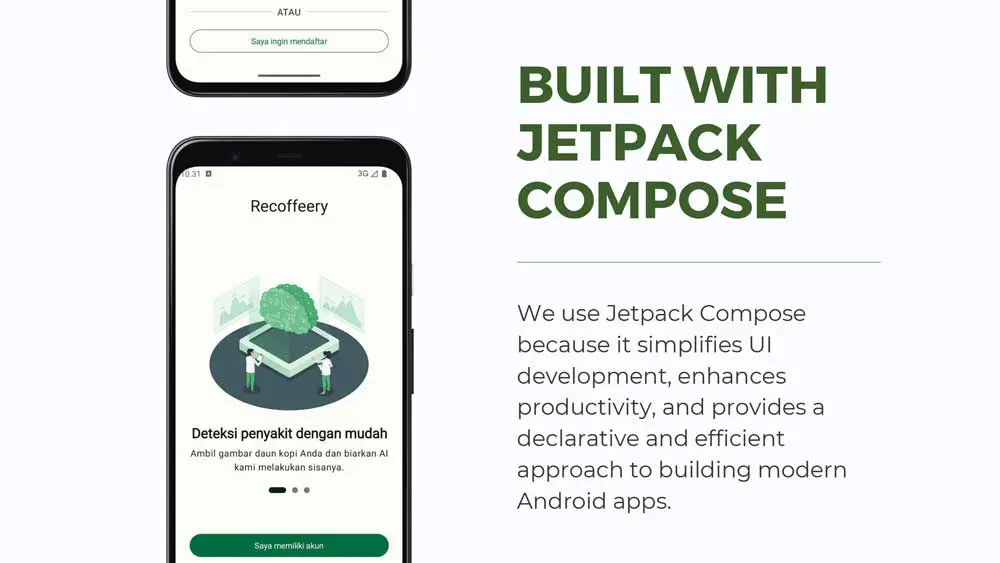 ATAU
Saya ingin mendaftar
10.31
3G
Recoffeery
Deteksi penyakit dengan mudah
Ambil gambar daun kopi Anda dan biarkan AI
kami melakukan sisanya.
Saya memiliki akun
BUILT WITH
JETPACK
COMPOSE
We use Jetpack Compose
because it simplifies UI
development, enhances
productivity, and provides a
declarative and efficient
approach to building modern
Android apps.